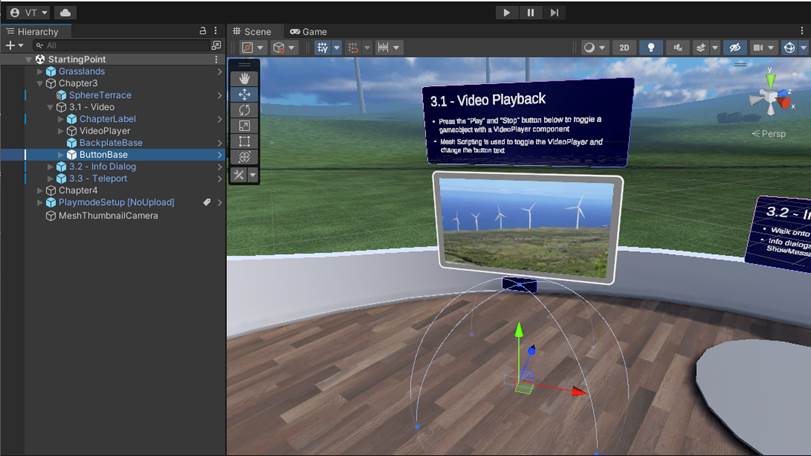 VT
Hierarchy
All
StartingPoint
Grasslands
Chapter3
SphereTerrace
3.1 - Video
ChapterLabel
VideoPlayer
BackplateBase
ButtonBase
3.2 - Info Dialog
3.3 - Teleport
Chapter4
PlaymodeSetup [NoUpload]
MeshThumbnailCamera
Scene
Game
2D
3.1 - Video Playback
Press the "Play" and "Stop" button below to toggle a
gameobject with a VideoPlayer component
Mesh Scripting is used to toggle the VideoPlayer and
change the button text
y
z
x
Persp
3.2 - In
Walk onto
Info dialogs
ShowMess